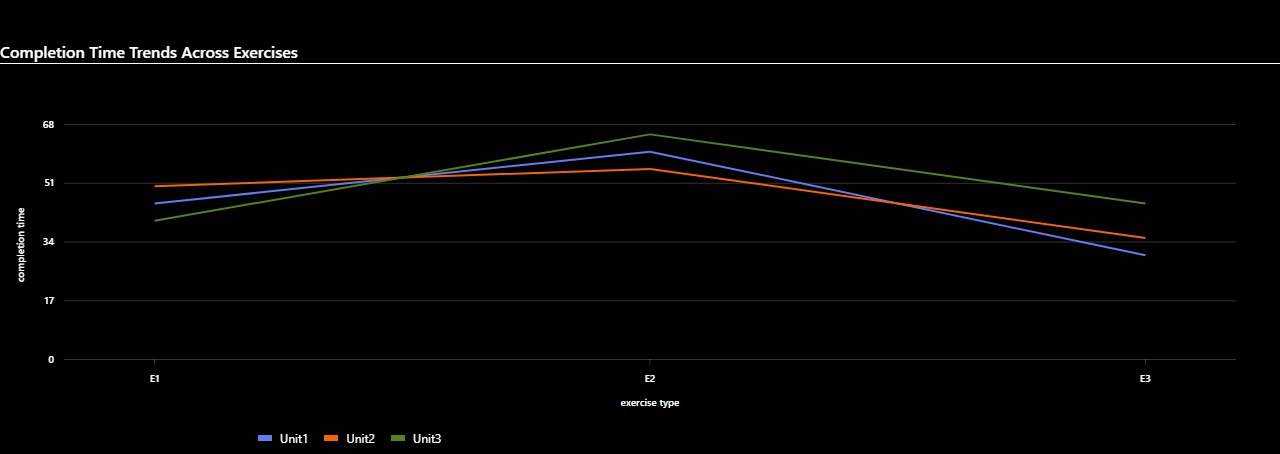 Completion Time Trends Across Exercises
68
51
34
17
0
completion time
E1 E2 E3
exercise type
Unit1 Unit2 Unit3